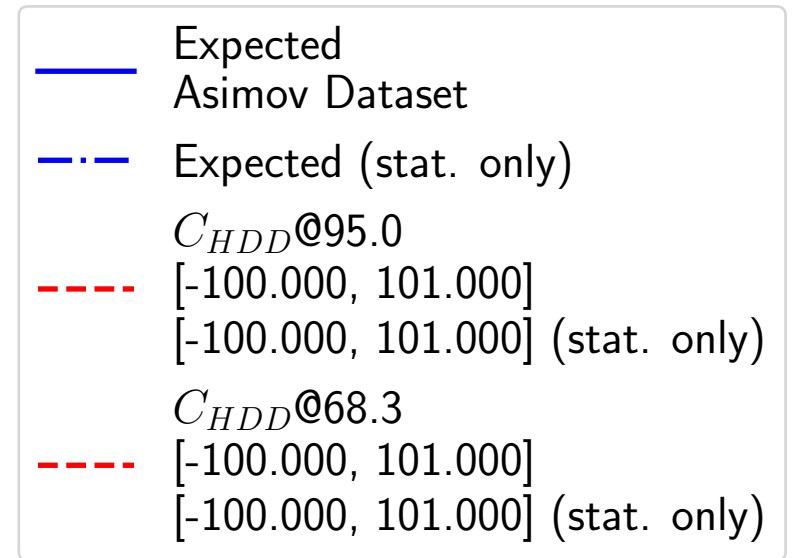 Expected
Asimov Dataset
Expected (stat. only)
C_{HDD}@95.0
[-100.000, 101.000]
[-100.000, 101.000] (stat. only)
C_{HDD}@68.3
[-100.000, 101.000]
[-100.000, 101.000] (stat. only)